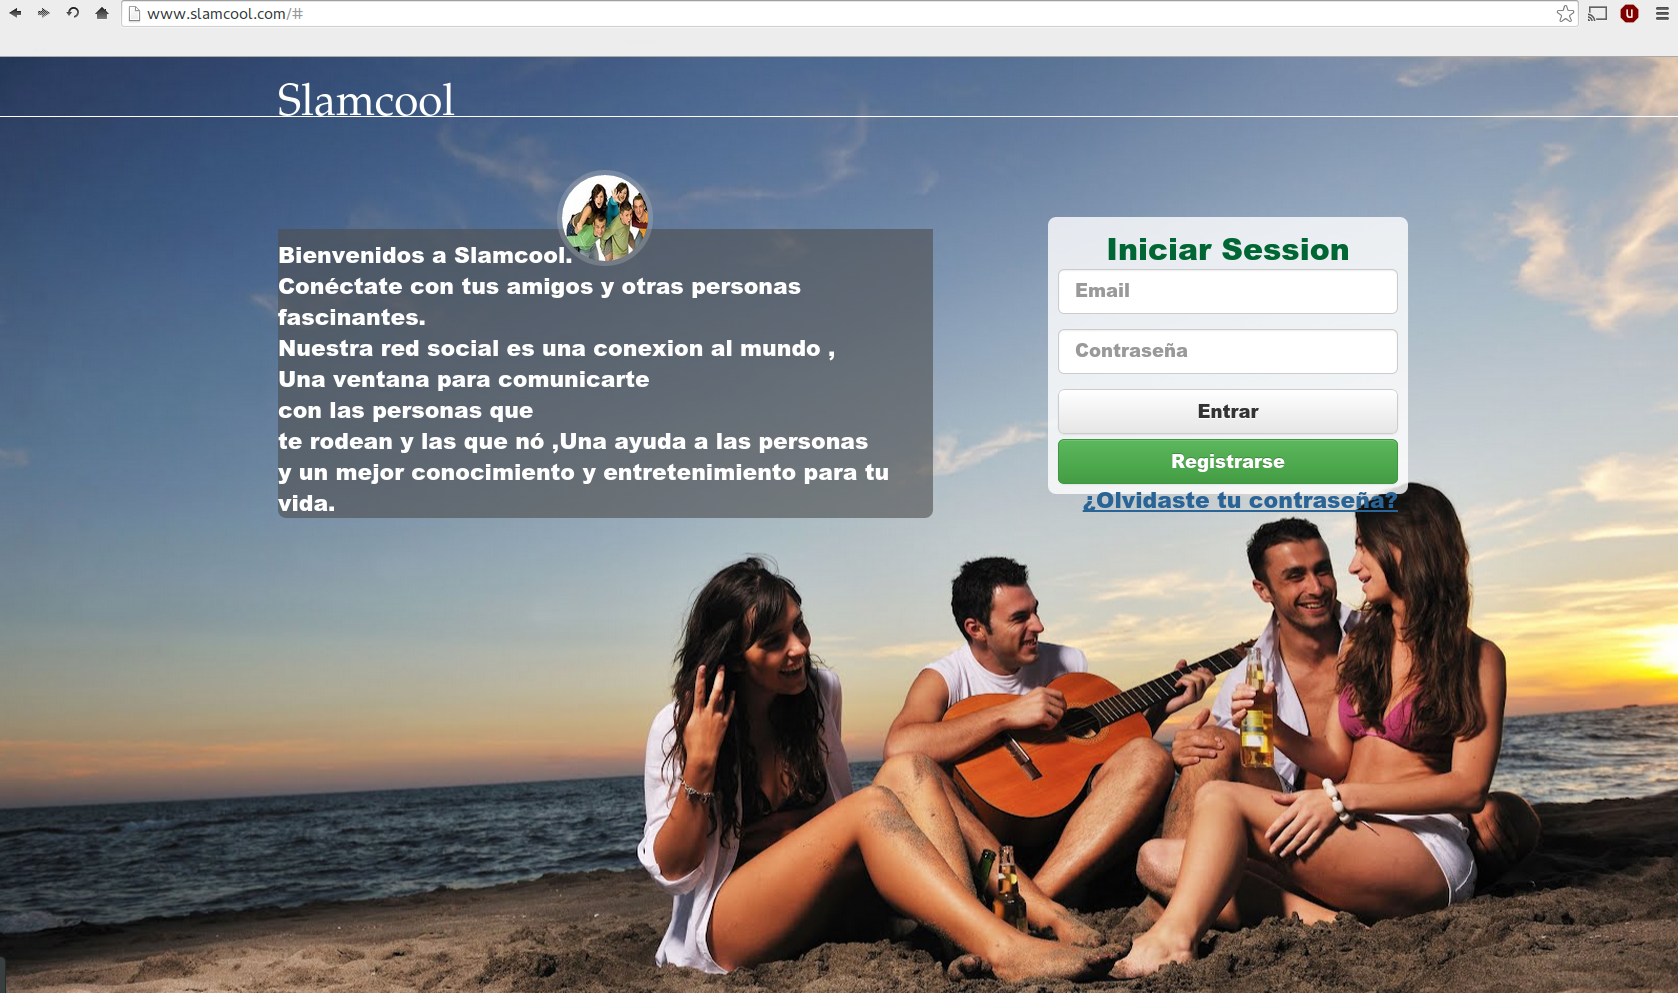 www.slamcool.com/#
Slamcool
Bienvenidos a Slamcool.
Conéctate con tus amigos y otras personas
fascinantes.
Nuestra red social es una conexion al mundo ,
Una ventana para comunicarte
con las personas que
te rodean y las que nó ,Una ayuda a las personas
y un mejor conocimiento y entretenimiento para tu
vida.
Iniciar Session
Email
Contraseña
Entrar
Registrarse
¿Olvidaste tu contraseña?